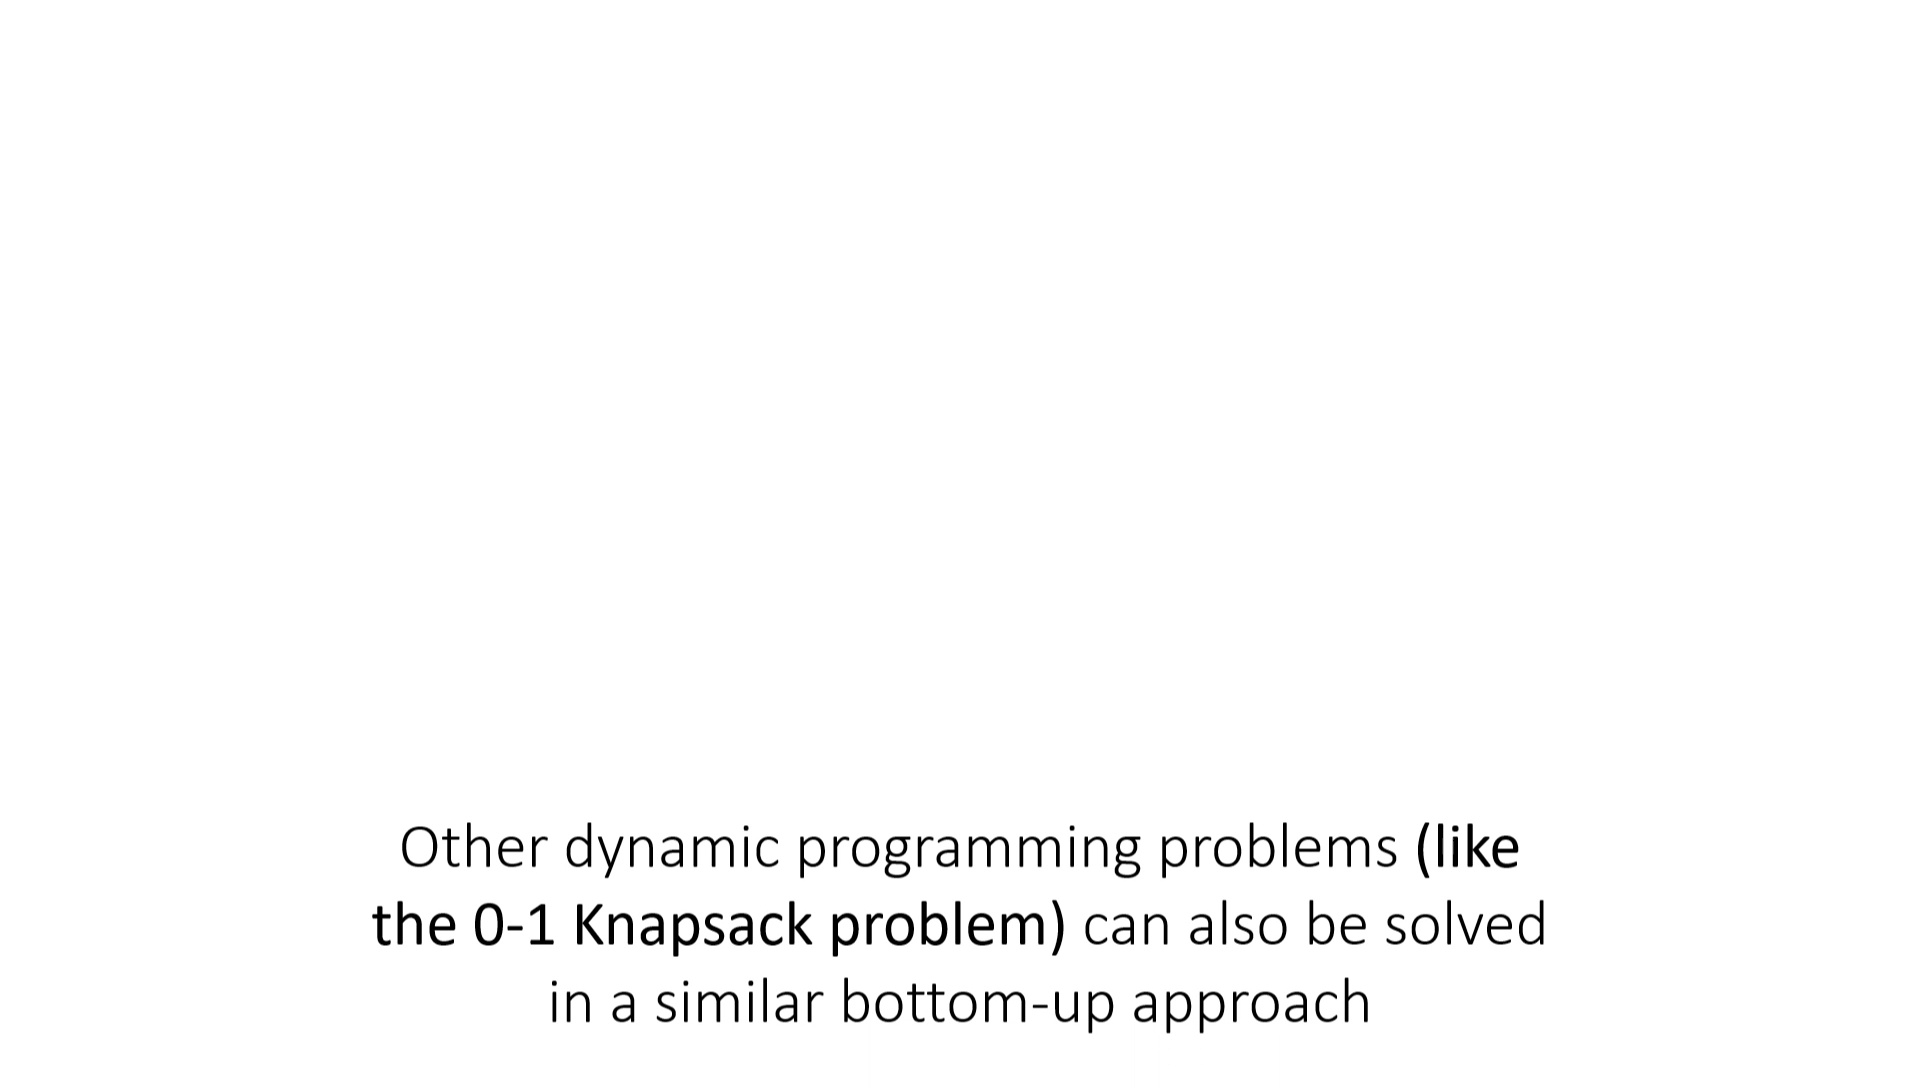 Other dynamic programming problems (like
the 0-1 Knapsack problem) can also be solved
in a similar bottom-up approach